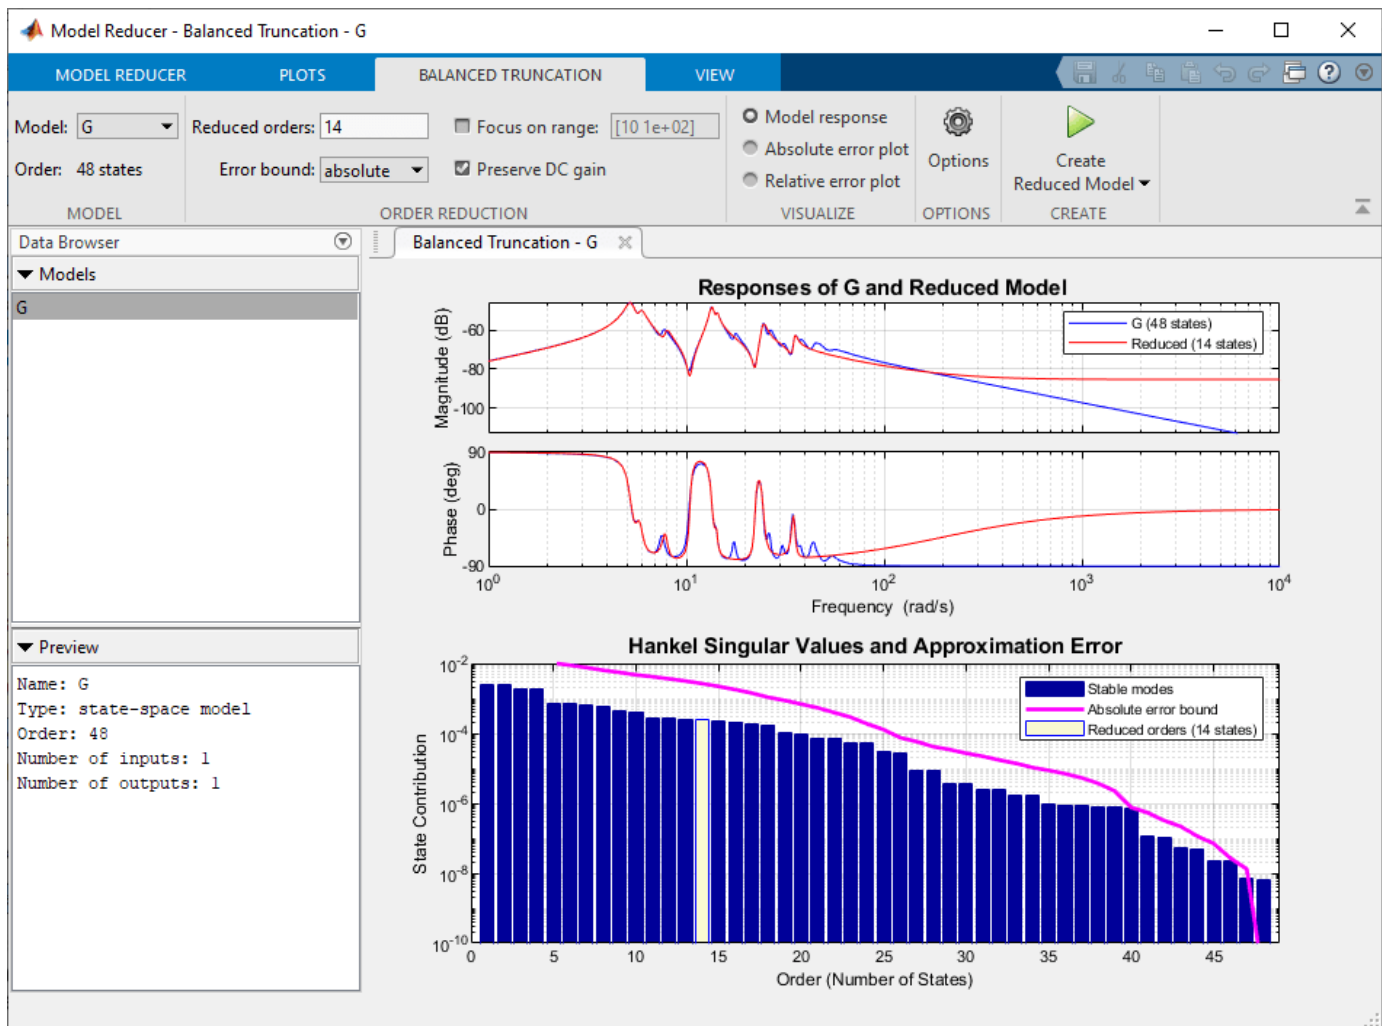 Model Reducer - Balanced Truncation - G
MODEL REDUCER PLOTS BALANCED TRUNCATION VIEW
Model: G Reduced orders: 14 Focus on range: [10 1e+02] Model response
Absolute error plot
Order: 48 states Error bound: absolute Preserve DC gain Relative error plot
Options Create
Reduced Model
MODEL ORDER REDUCTION VISUALIZE OPTIONS CREATE
Data Browser
Models
G
Preview
Name: G
Type: state-space model
Order: 48
Number of inputs: 1
Number of outputs: 1
Balanced Truncation - G
Responses of G and Reduced Model
Magnitude (dB)
-60
-80
-100
G (48 states)
Reduced (14 states)
Phase (deg)
90
0
-90
10^0 10^1 10^2 10^3 10^4
Frequency (rad/s)
Hankel Singular Values and Approximation Error
State Contribution
10^-2
10^-4
10^-6
10^-8
10^-10
Stable modes
Absolute error bound
Reduced orders (14 states)
0 5 10 15 20 25 30 35 40 45
Order (Number of States)